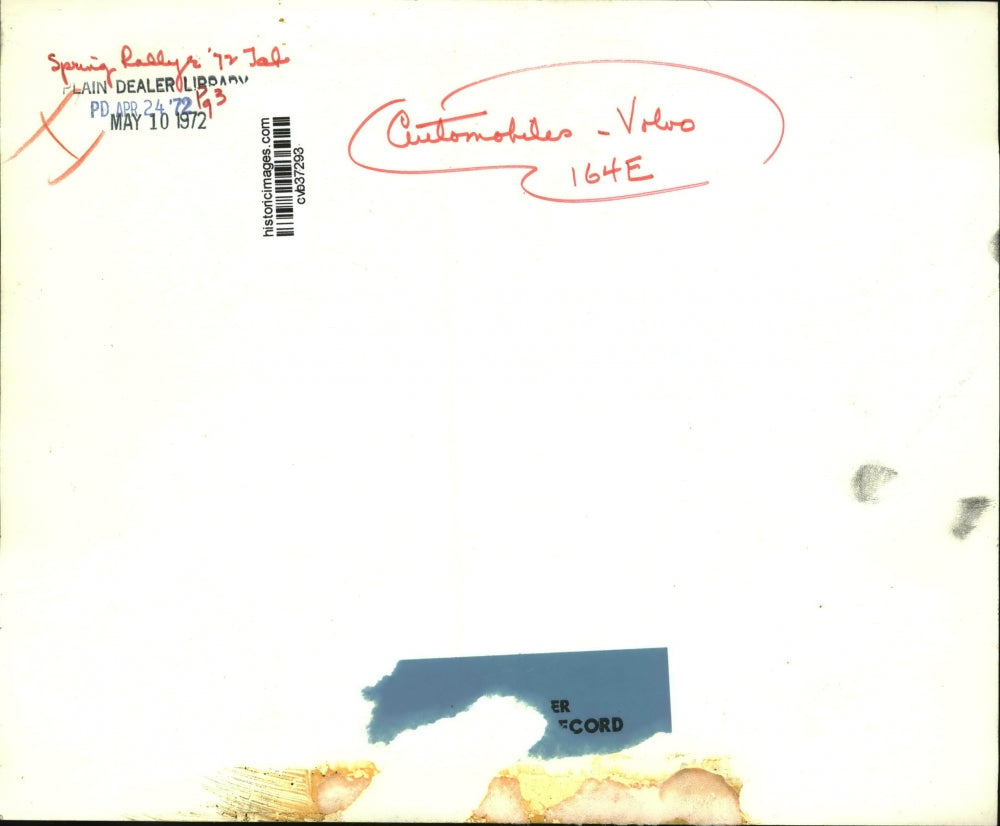 Spring Rallye '72 Tab
PLAIN DEALER LIBRARY
PD APR 24 '72 Pg3
MAY 10 1972
historicimages.com
cvb37293
Automobiles - Volvo
164E
ER
ECORD